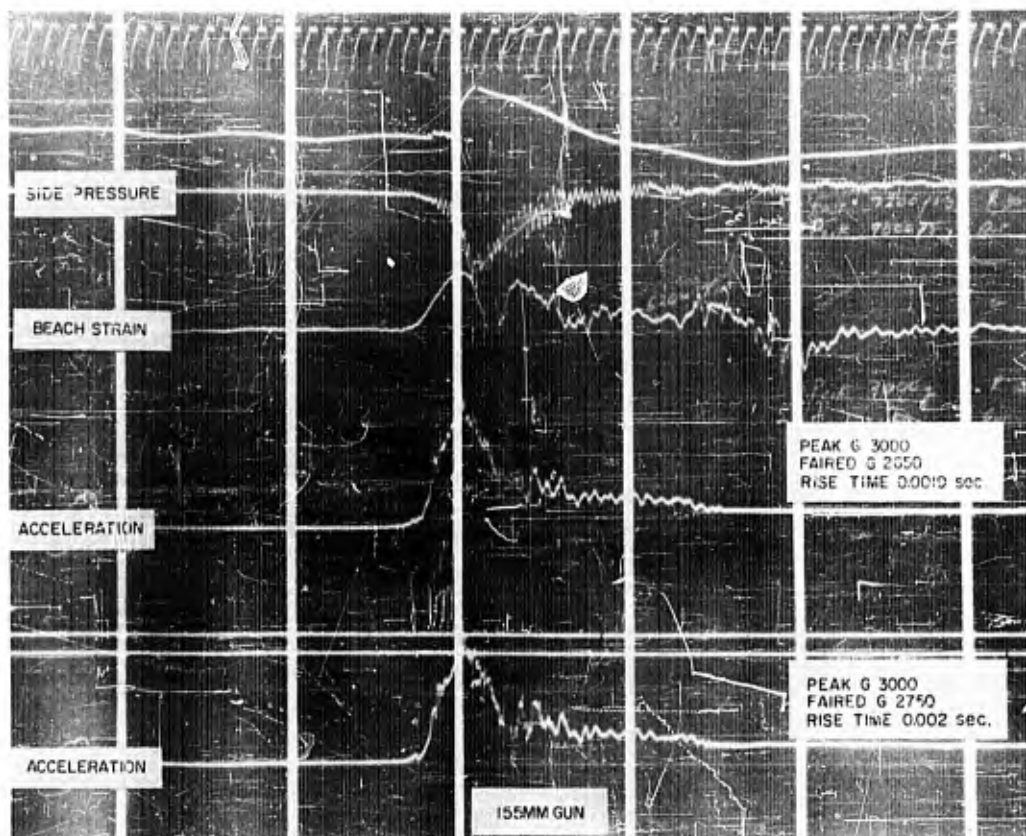 SIDE PRESSURE
BEACH STRAIN
PEAK G 3000
FAIRED G 2650
RISE TIME 0.0019 sec.
ACCELERATION
PEAK G 3000
FAIRED G 2750
RISE TIME 0.002 sec.
ACCELERATION
155MM GUN